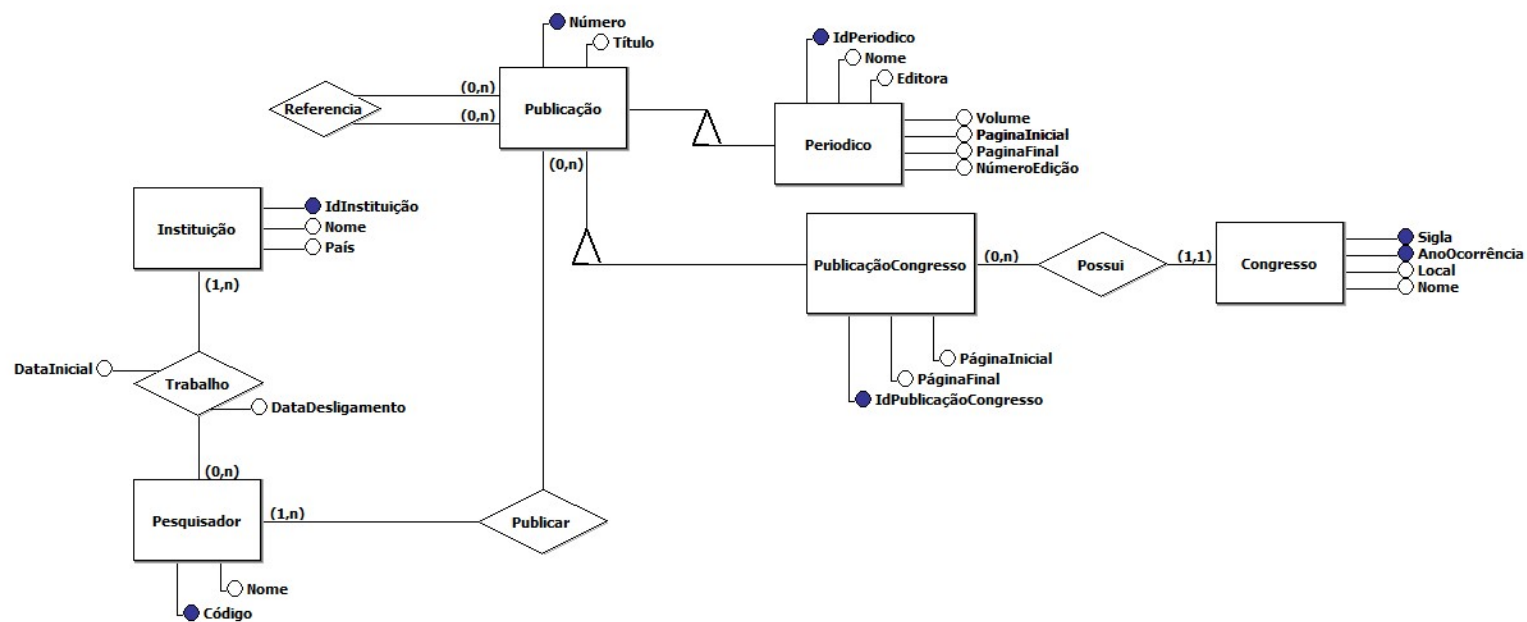 Número
Título
Referencia
(0,n)
(0,n)
Publicação
(0,n)
IdPeriodico
Nome
Editora
Periodico
Volume
PaginaInicial
PaginaFinal
NúmeroEdição
Instituição
IdInstituição
Nome
País
(1,n)
DataInicial
Trabalho
DataDesligamento
(0,n)
Pesquisador
(1,n)
Publicar
Nome
Código
PublicaçãoCongresso
(0,n)
Possui
(1,1)
Congresso
Sigla
AnoOcorrência
Local
Nome
PáginaInicial
PáginaFinal
IdPublicaçãoCongresso